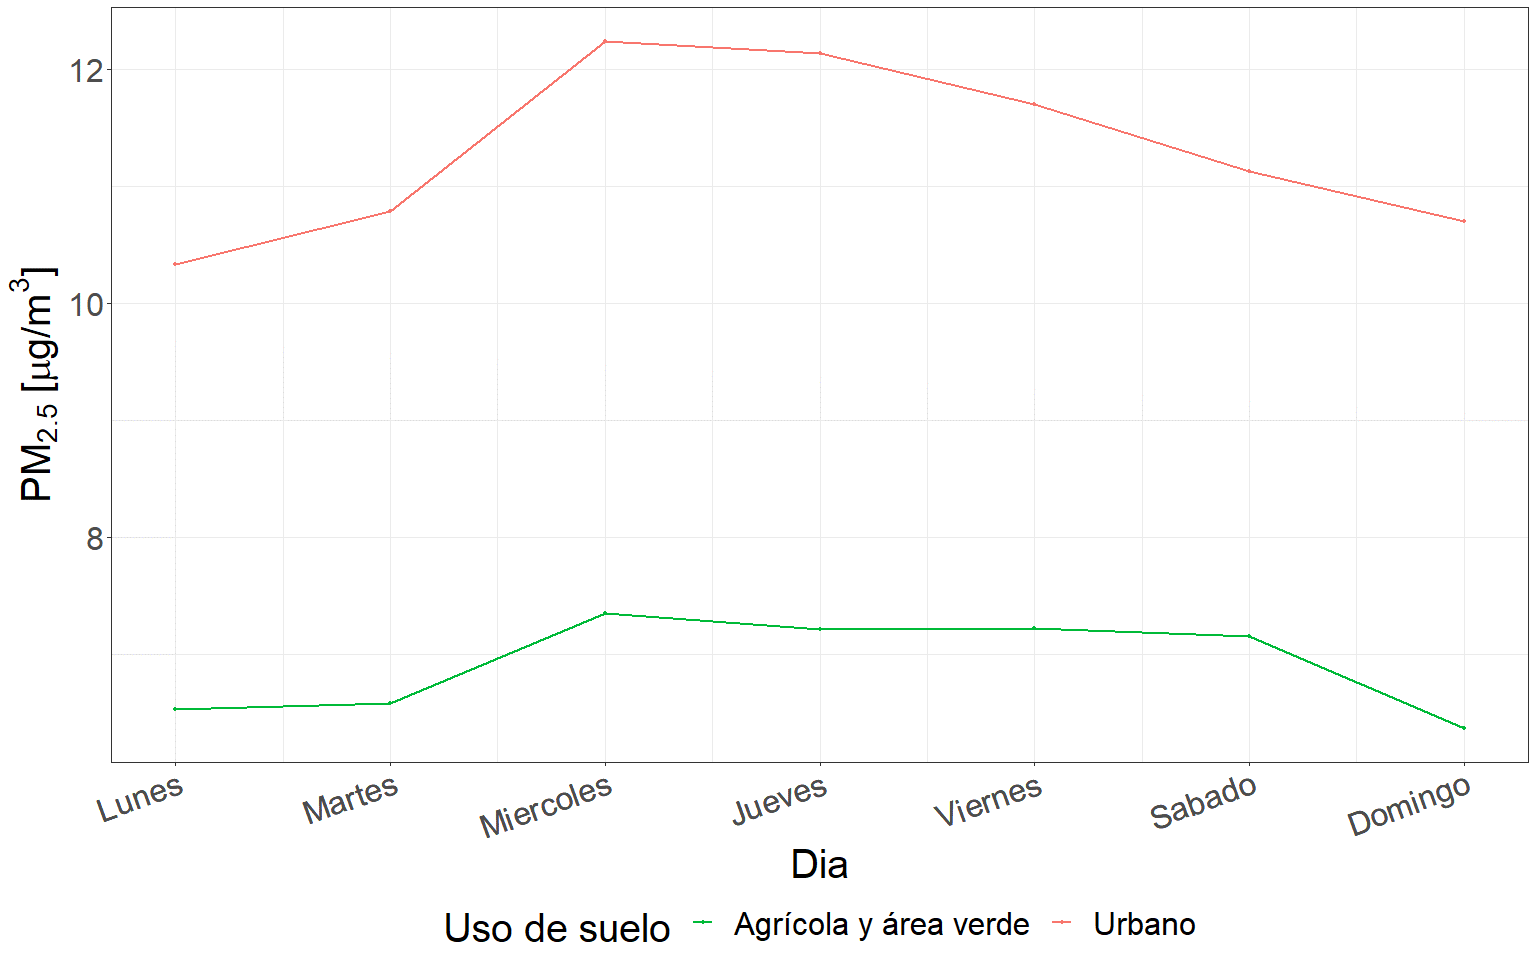 12
10
8
PM2.5 [μg/m3]
Lunes
Martes
Miercoles
Jueves
Viernes
Sabado
Domingo
Dia
Uso de suelo Agrícola y área verde Urbano